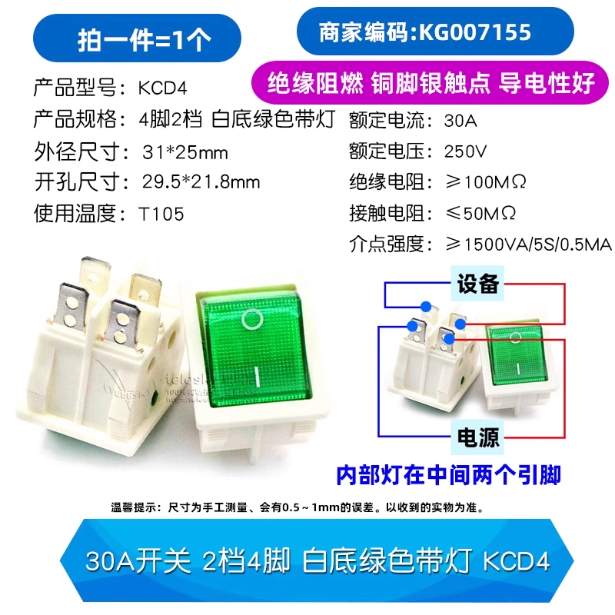 拍一件=1个
商家编码:KG007155
绝缘阻燃 铜脚银触点 导电性好
产品型号：KCD4
产品规格：4脚2档 白底绿色带灯
外径尺寸：31*25mm
开孔尺寸：29.5*21.8mm
使用温度：T105
额定电流：30A
额定电压：250V
绝缘电阻：≥100MΩ
接触电阻：≤50MΩ
介点强度：≥1500VA/5S/0.5MA
设备
电源
内部灯在中间两个引脚
温馨提示：尺寸为手工测量、会有0.5～1mm的误差。以收到的实物为准。
30A开关 2档4脚 白底绿色带灯 KCD4